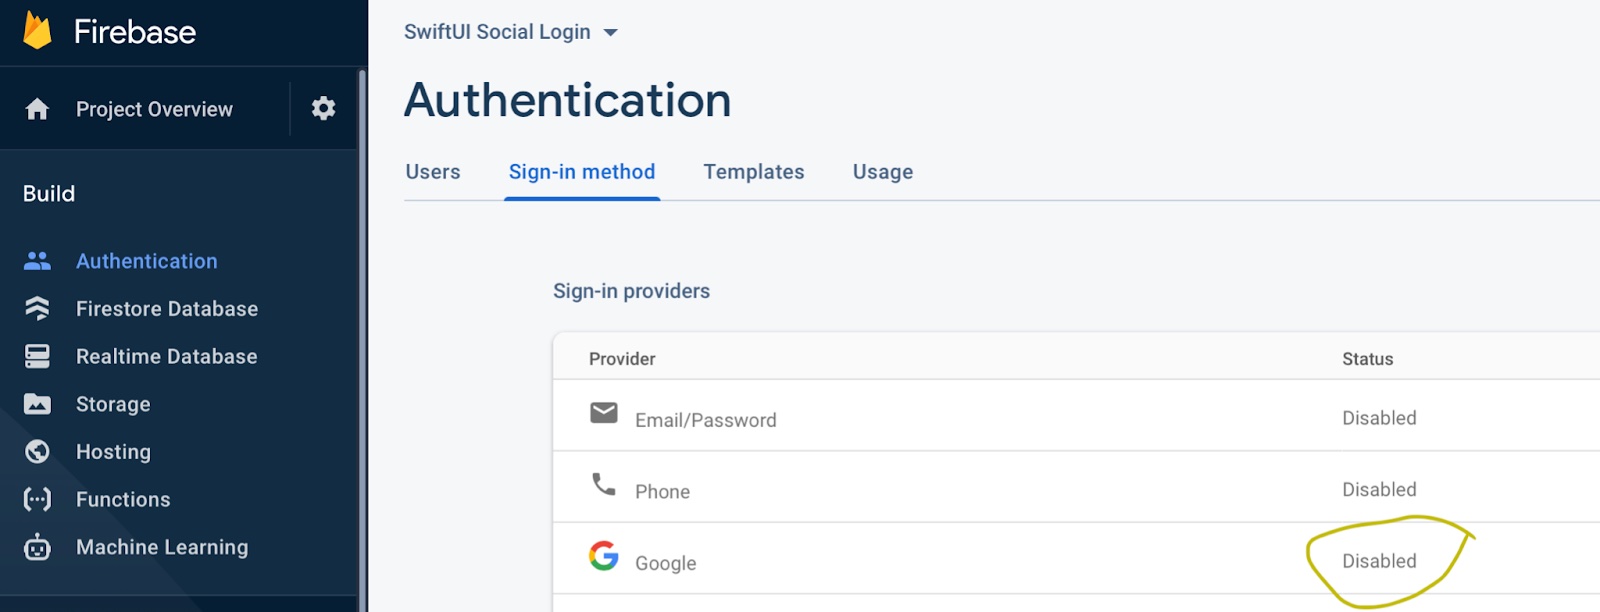 Firebase
Project Overview
Build
Authentication
Firestore Database
Realtime Database
Storage
Hosting
Functions
Machine Learning
SwiftUI Social Login
Authentication
Users Sign-in method Templates Usage
Sign-in providers
Provider Status
Email/Password Disabled
Phone Disabled
Google Disabled